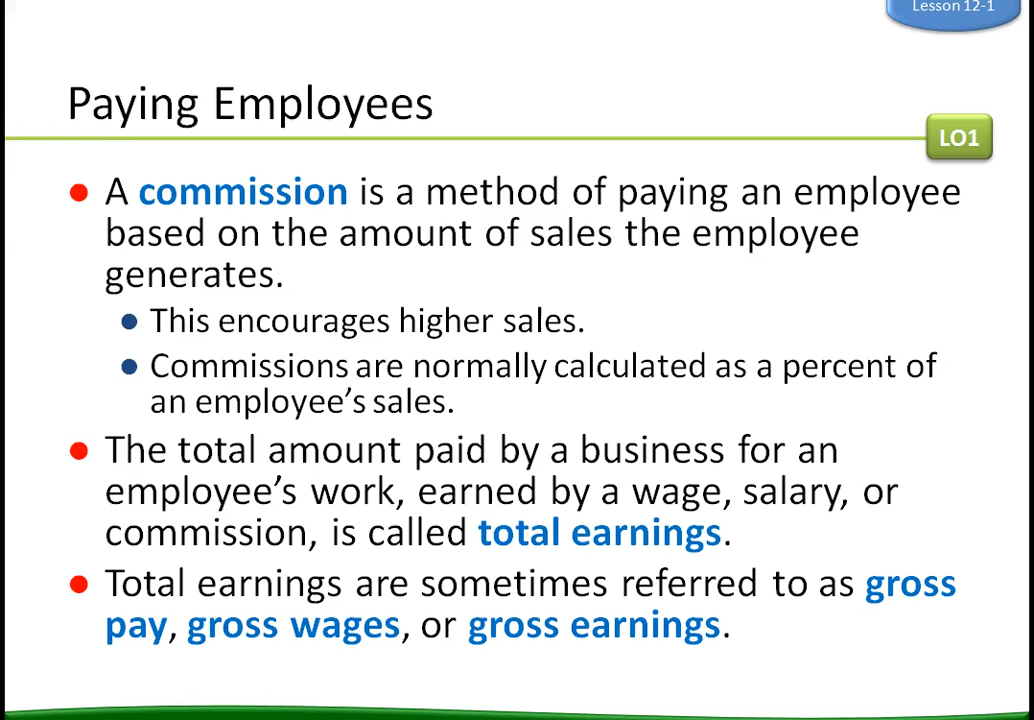 Lesson 12-1
Paying Employees
LO1
● A commission is a method of paying an employee
based on the amount of sales the employee
generates.
● This encourages higher sales.
● Commissions are normally calculated as a percent of
an employee’s sales.
● The total amount paid by a business for an
employee’s work, earned by a wage, salary, or
commission, is called total earnings.
● Total earnings are sometimes referred to as gross
pay, gross wages, or gross earnings.